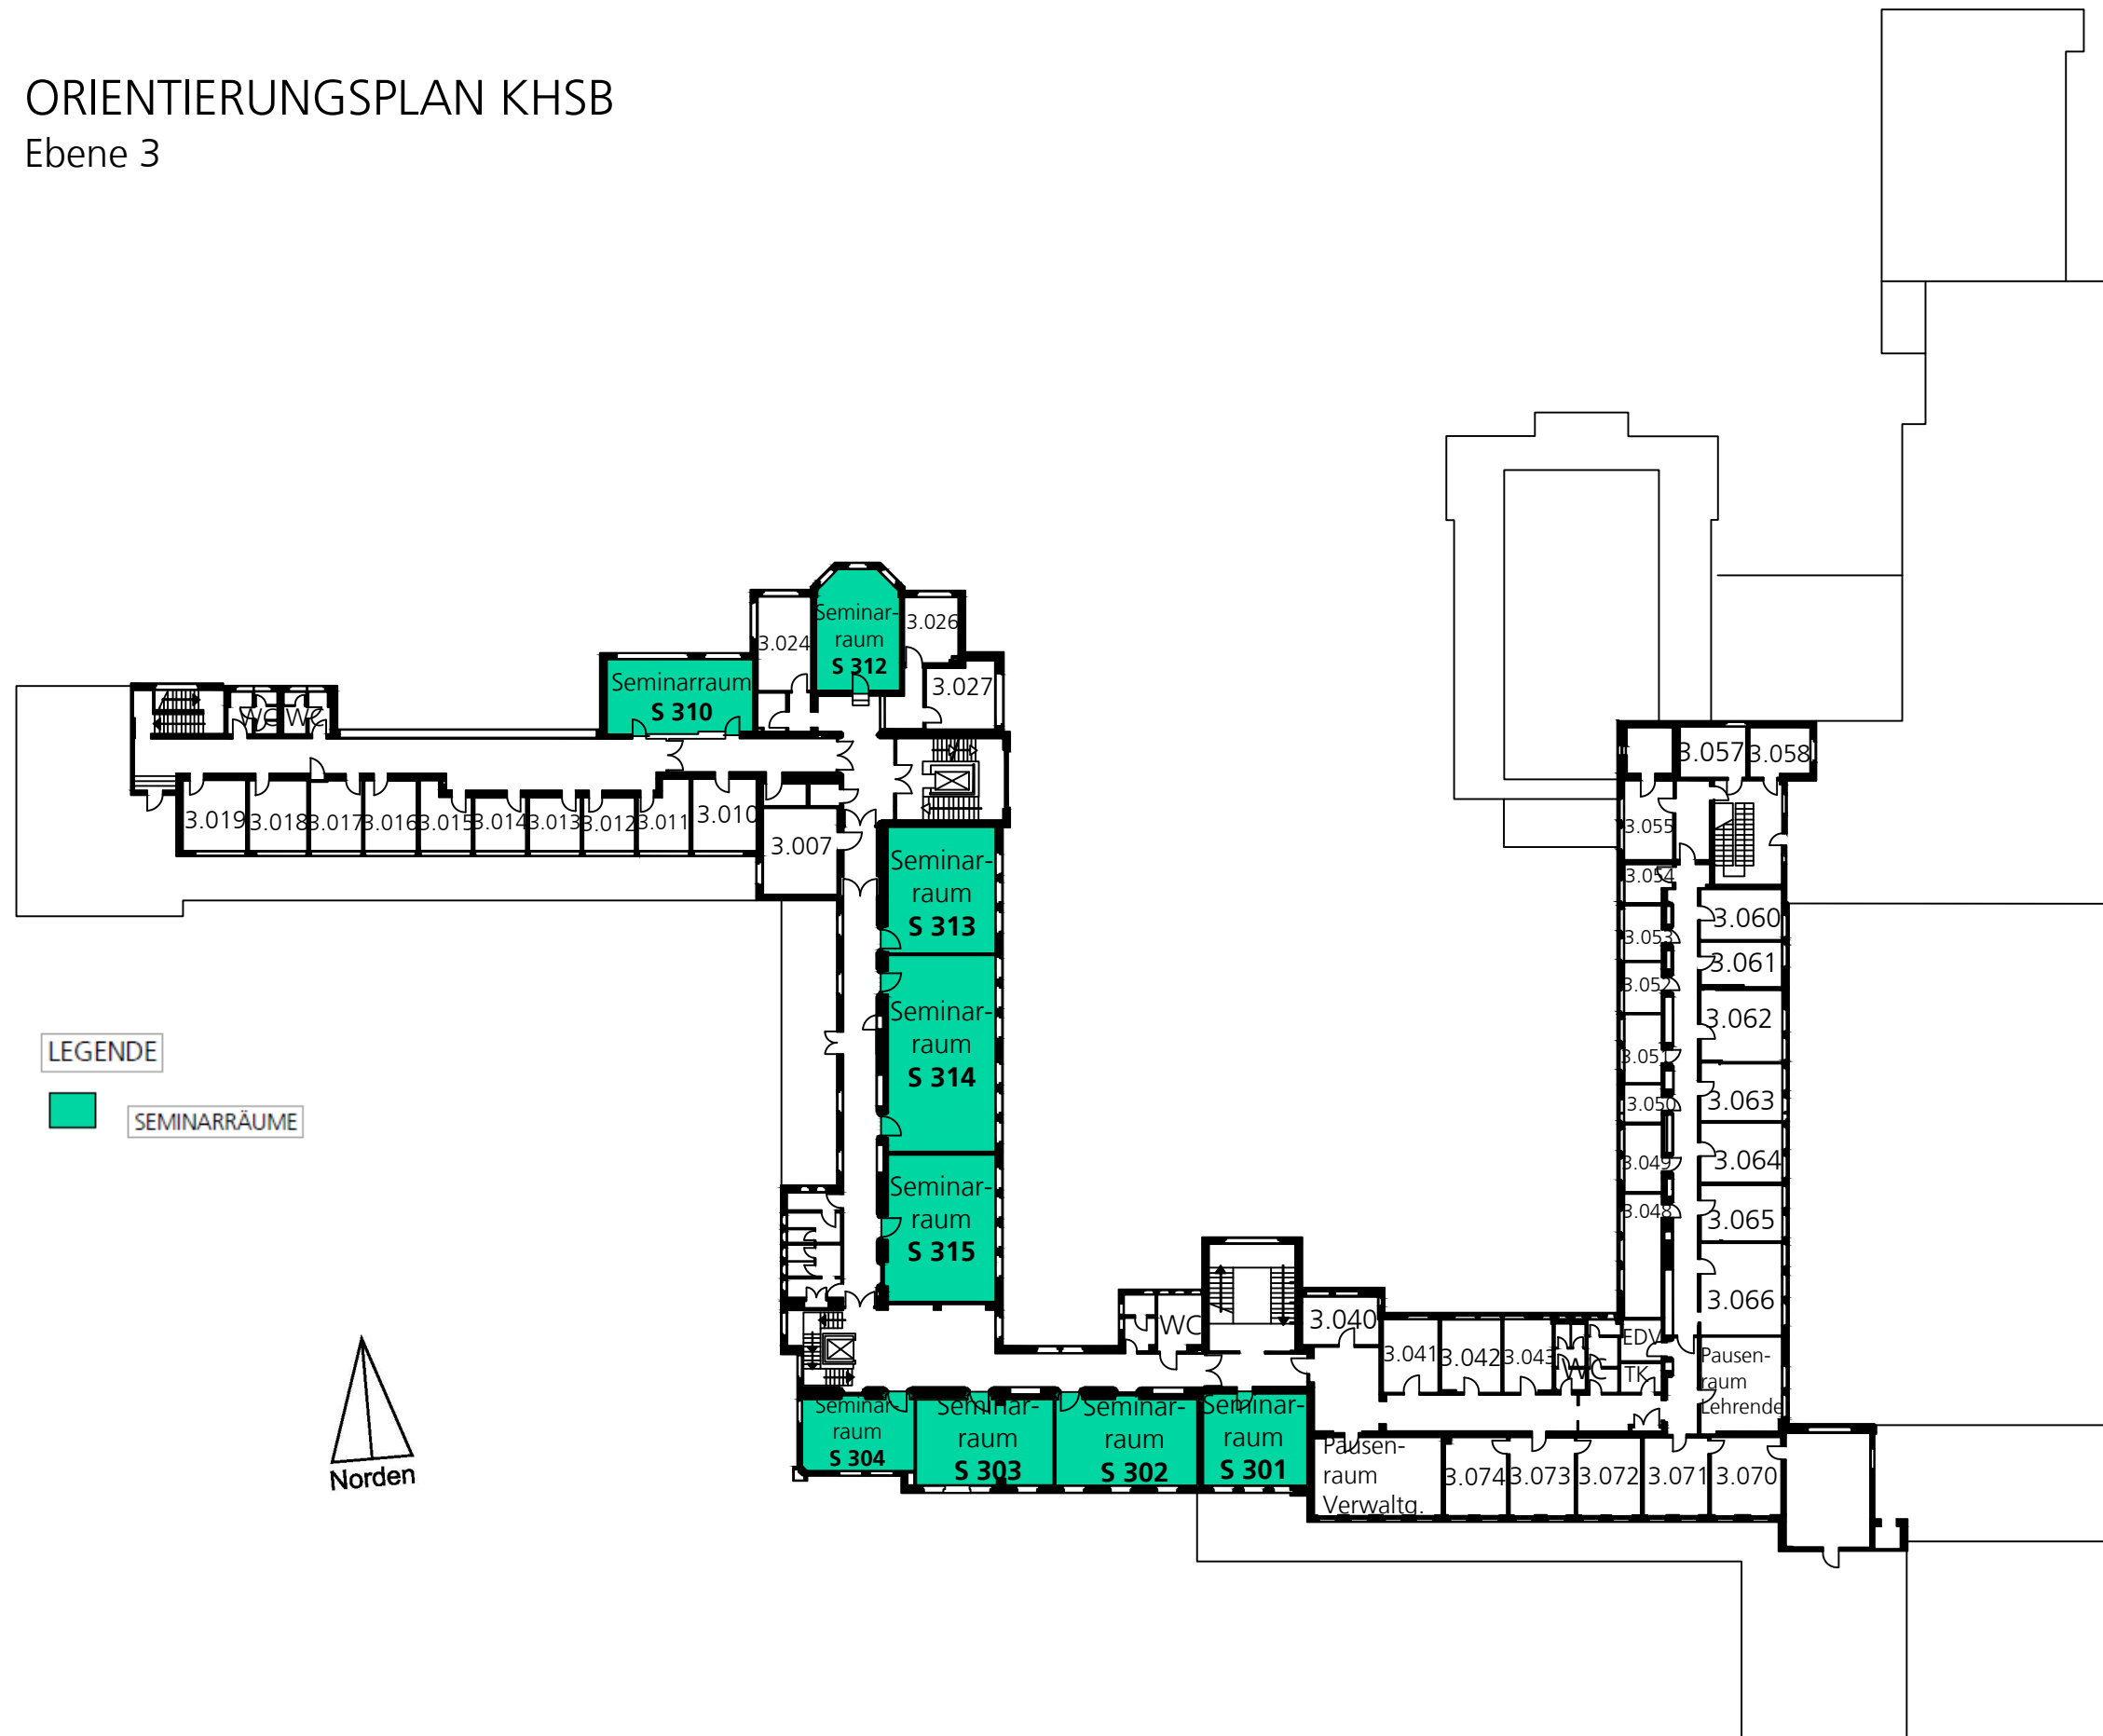 ORIENTIERUNGSPLAN KHSB
Ebene 3
Seminar-
raum
S 312
3.024
3.026
3.027
Seminarraum
S 310
WC
WC
3.019
3.018
3.017
3.016
3.015
3.014
3.013
3.012
3.011
3.010
3.007
Seminar-
raum
S 313
Seminar-
raum
S 314
Seminar-
raum
S 315
3.057
3.058
3.055
3.054
3.053
3.052
3.051
3.050
3.049
3.048
3.060
3.061
3.062
3.063
3.064
3.065
3.066
LEGENDE
SEMINARRÄUME
Norden
WC
3.040
3.041
3.042
3.043
WC
EDV
TK
Pausen-
raum
Lehrende
Seminar-
raum
S 304
Seminar-
raum
S 303
Seminar-
raum
S 302
Seminar-
raum
S 301
Pausen-
raum
Verwaltg.
3.074
3.073
3.072
3.071
3.070